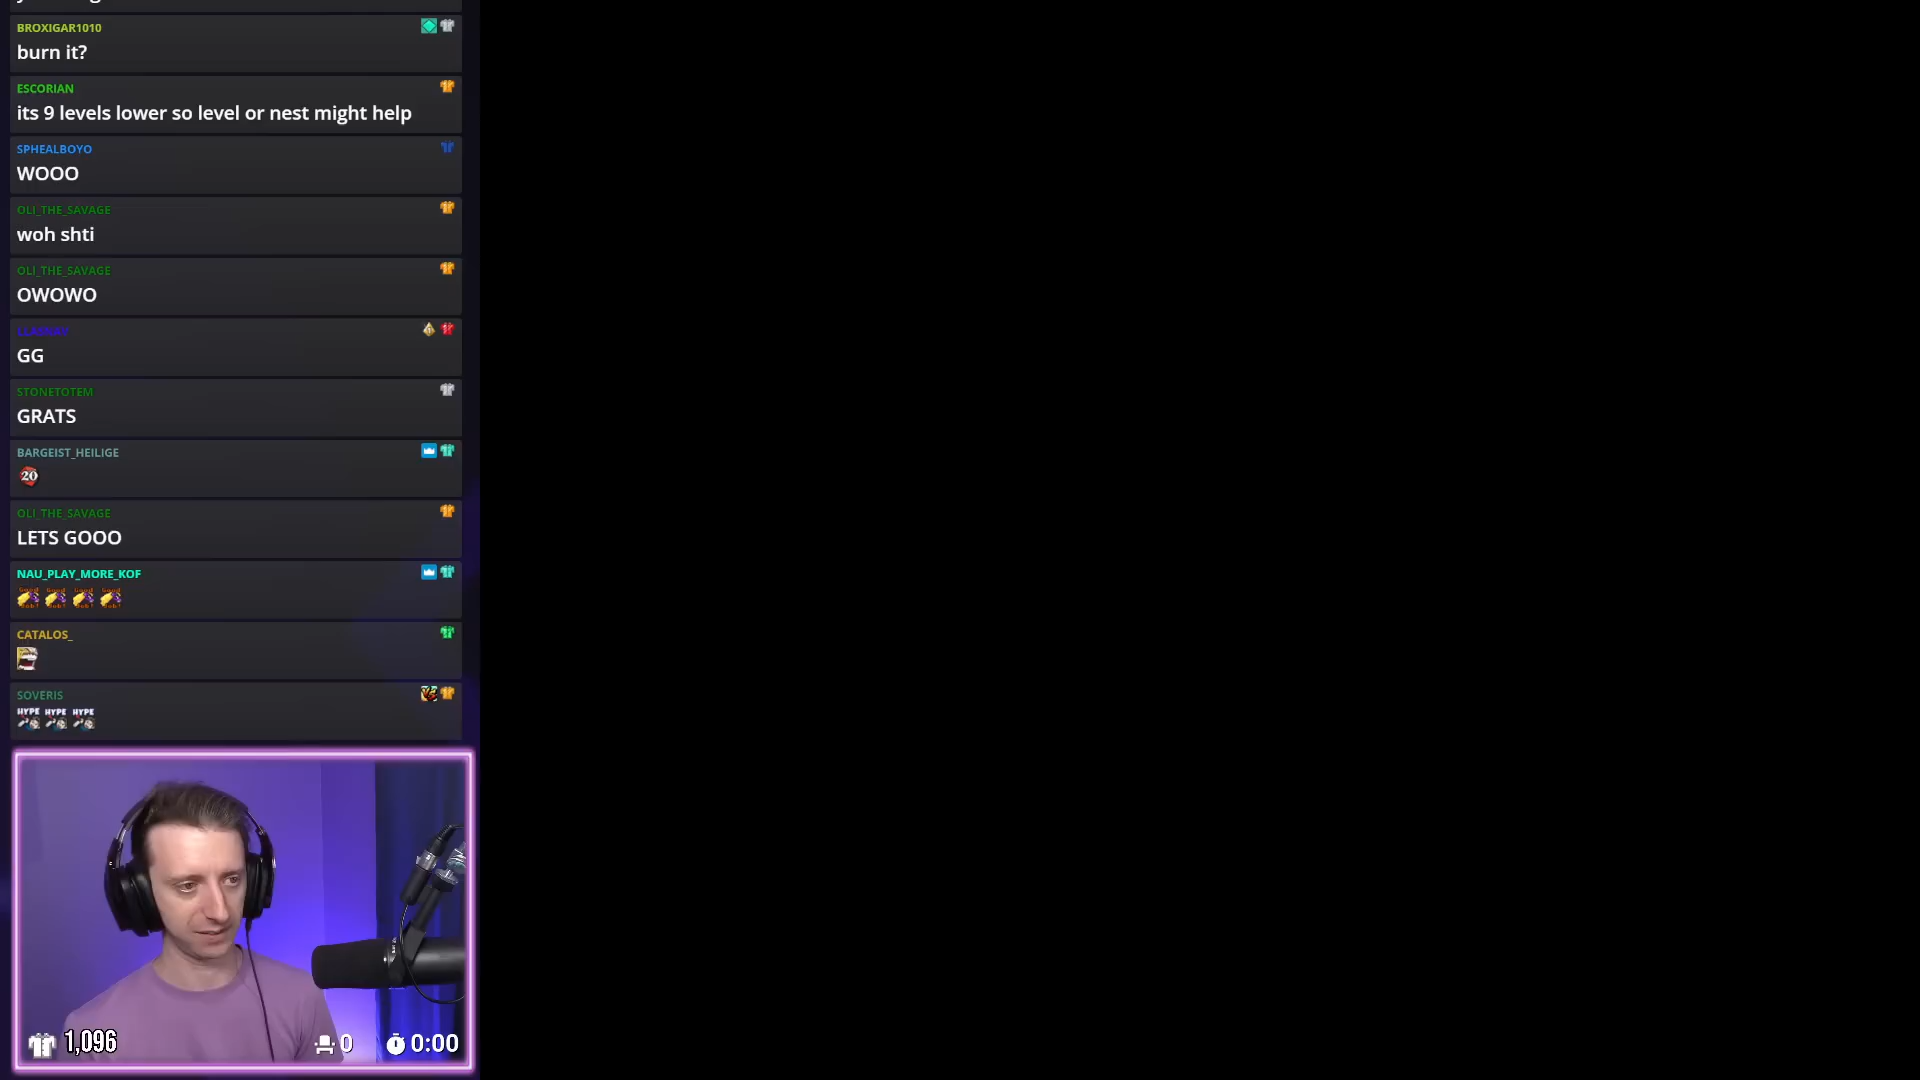 BROXIGAR1010
burn it?
ESCORIAN
its 9 levels lower so level or nest might help
SPHEALBOYO
WOOO
OLI_THE_SAVAGE
woh shti
OLI_THE_SAVAGE
OWOWO
GG
STONETOTEM
GRATS
BARGEIST_HEILIGE
20
OLI_THE_SAVAGE
LETS GOOO
NAU_PLAY_MORE_KOF
CATALOS_
SOVERIS
HYPE HYPE HYPE
1,096 0 0:00